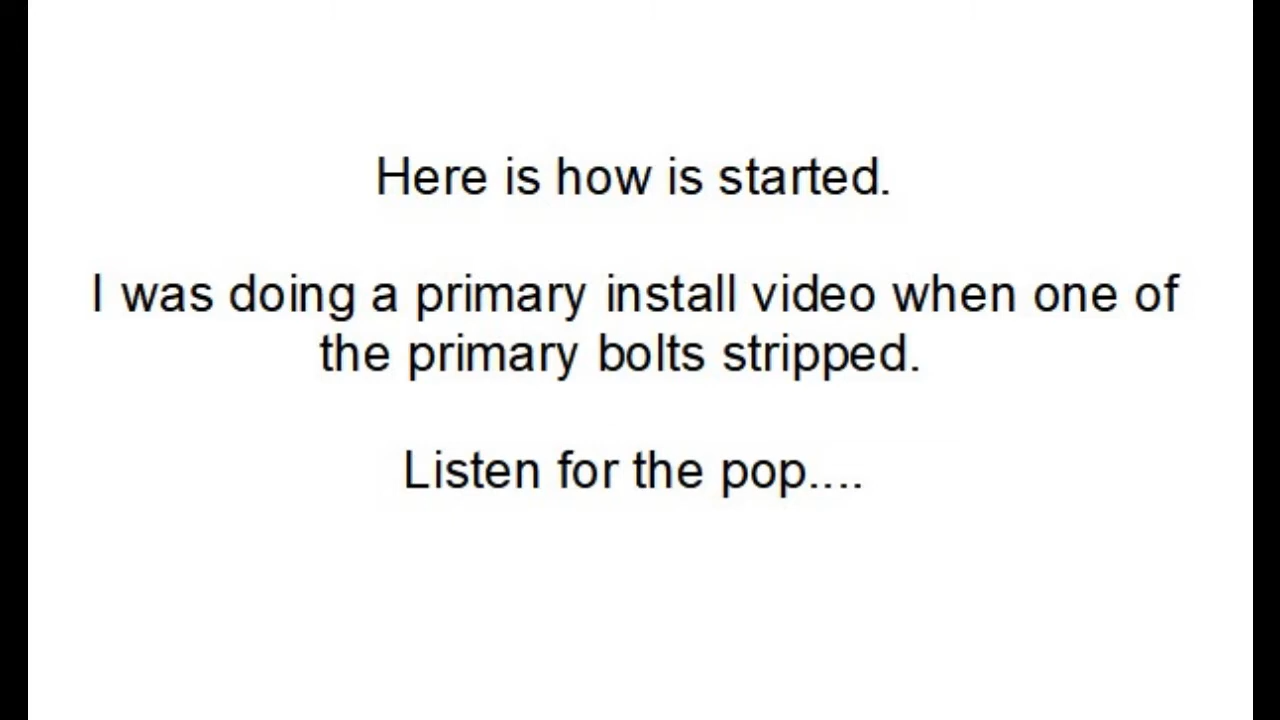 Here is how is started.
I was doing a primary install video when one of
the primary bolts stripped.
Listen for the pop....